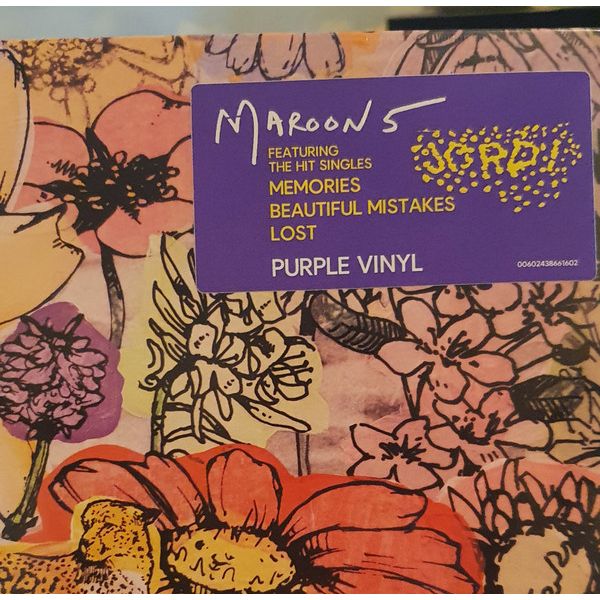 MAROON 5
JORDI
FEATURING
THE HIT SINGLES
MEMORIES
BEAUTIFUL MISTAKES
LOST
PURPLE VINYL
00602438661602